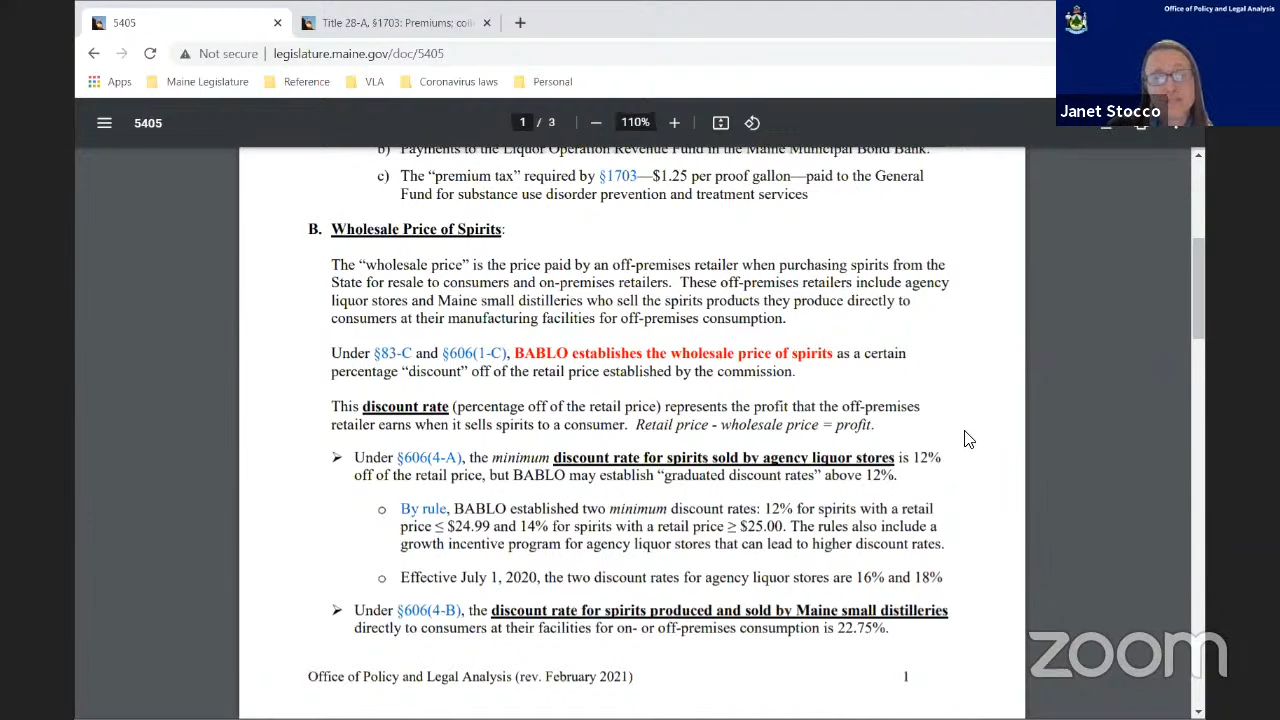 5405
Title 28-A, §1703: Premiums; coll
Office of Policy and Legal Analysis
Not secure
legislature.maine.gov/doc/5405
Apps
Maine Legislature
Reference
VLA
Coronavirus laws
Personal
Janet Stocco
5405
1 / 3
110%
b) Payments to the Liquor Operation Revenue Fund in the Maine Municipal Bond Bank.
c) The “premium tax” required by §1703—$1.25 per proof gallon—paid to the General
Fund for substance use disorder prevention and treatment services
B. Wholesale Price of Spirits:
The “wholesale price” is the price paid by an off-premises retailer when purchasing spirits from the
State for resale to consumers and on-premises retailers. These off-premises retailers include agency
liquor stores and Maine small distilleries who sell the spirits products they produce directly to
consumers at their manufacturing facilities for off-premises consumption.
Under §83-C and §606(1-C), BABLO establishes the wholesale price of spirits as a certain
percentage “discount” off of the retail price established by the commission.
This discount rate (percentage off of the retail price) represents the profit that the off-premises
retailer earns when it sells spirits to a consumer. Retail price - wholesale price = profit.
➢ Under §606(4-A), the minimum discount rate for spirits sold by agency liquor stores is 12%
off of the retail price, but BABLO may establish “graduated discount rates” above 12%.
o By rule, BABLO established two minimum discount rates: 12% for spirits with a retail
price ≤ $24.99 and 14% for spirits with a retail price ≥ $25.00. The rules also include a
growth incentive program for agency liquor stores that can lead to higher discount rates.
o Effective July 1, 2020, the two discount rates for agency liquor stores are 16% and 18%
➢ Under §606(4-B), the discount rate for spirits produced and sold by Maine small distilleries
directly to consumers at their facilities for on- or off-premises consumption is 22.75%.
Office of Policy and Legal Analysis (rev. February 2021) 1
zoom